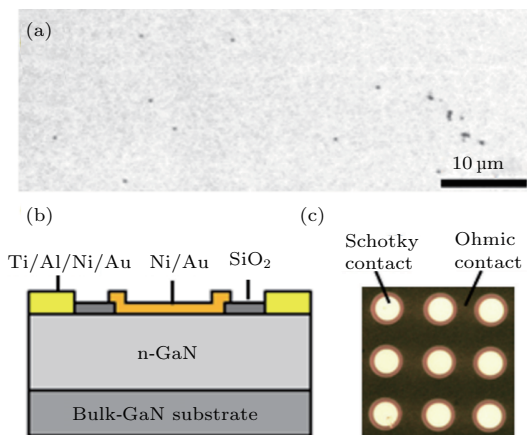 (a)
10 μm
(b)
(c)
Ti/Al/Ni/Au
Ni/Au
SiO₂
n-GaN
Bulk-GaN substrate
Schotky
contact
Ohmic
contact